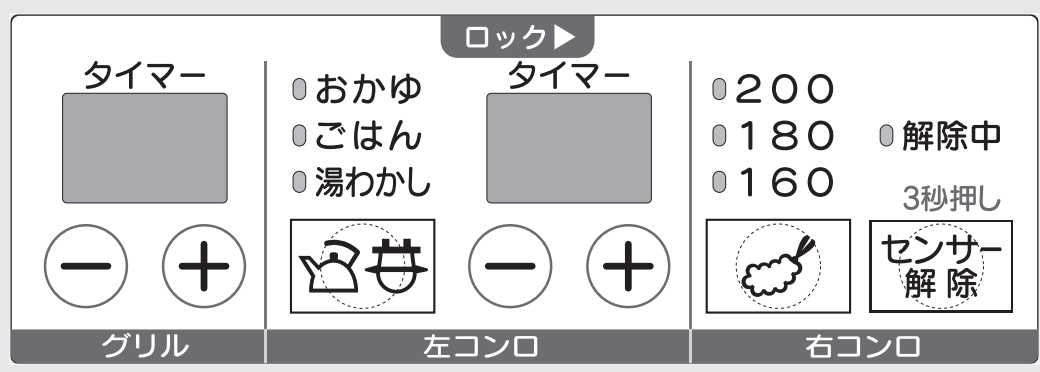 ロック▶
タイマー
グリル
おかゆ
ごはん
湯わかし
タイマー
左コンロ
200
180
160
解除中
3秒押し
センサー
解除
右コンロ